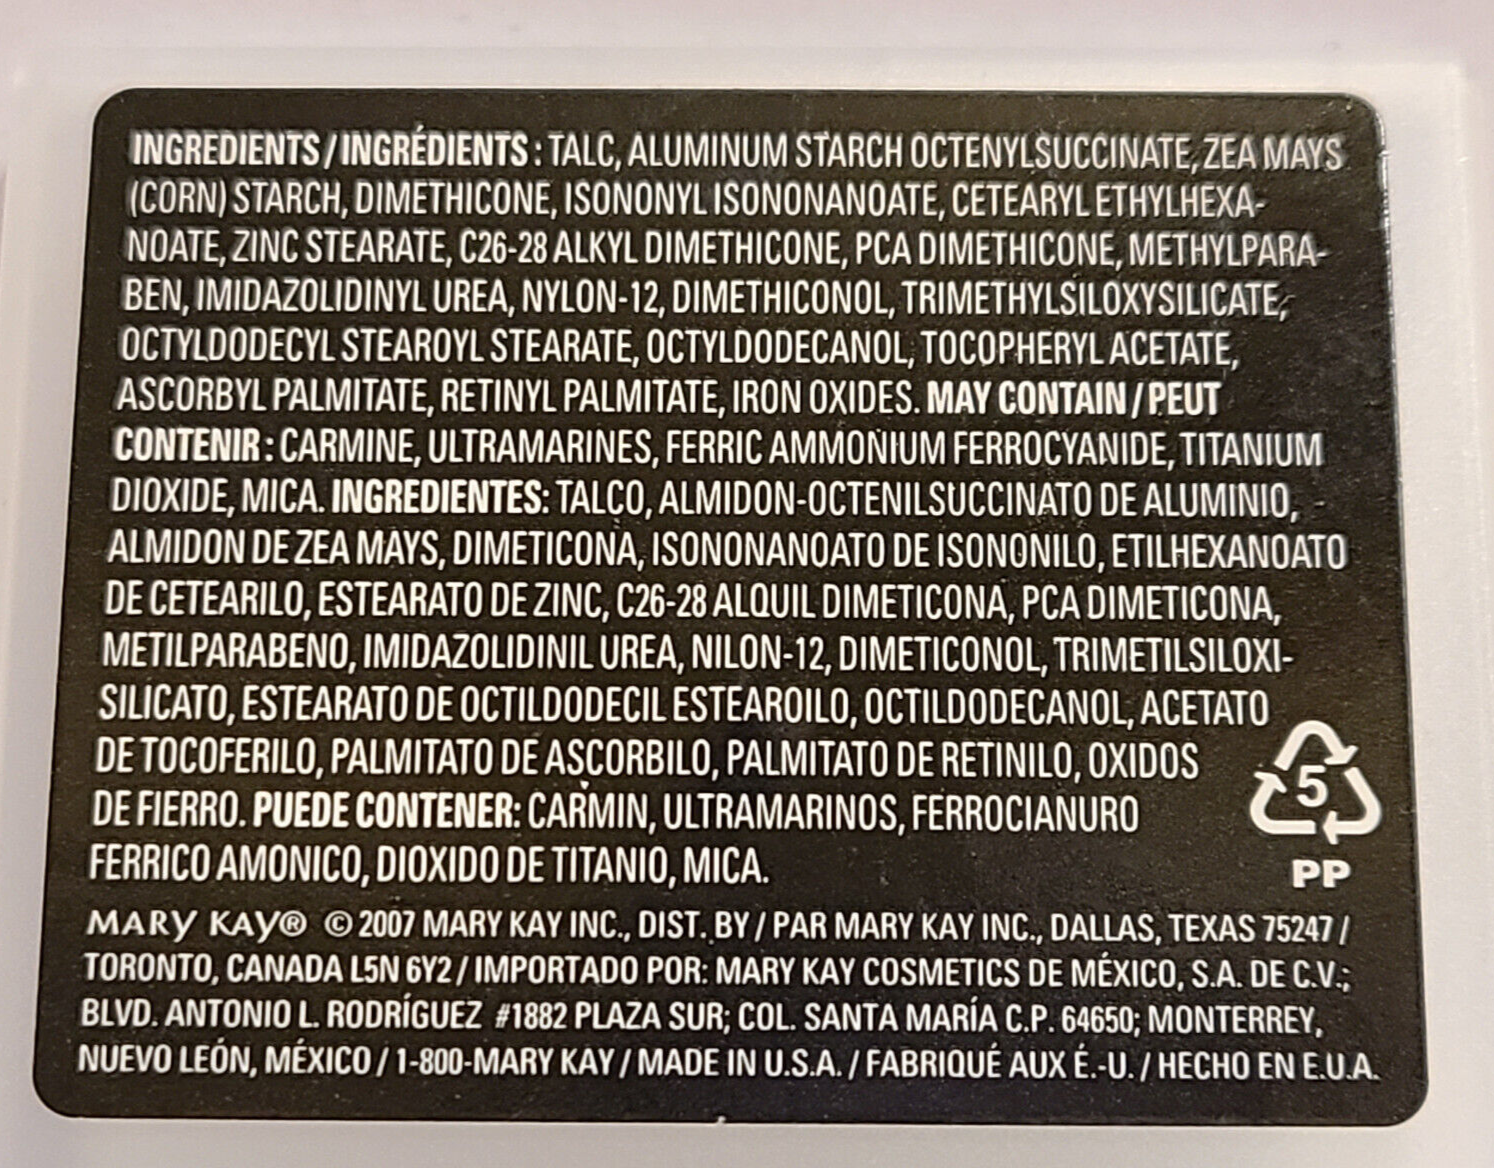 INGREDIENTS/INGRÉDIENTS: TALC, ALUMINUM STARCH OCTENYLSUCCINATE, ZEA MAYS
(CORN) STARCH, DIMETHICONE, ISONONYL ISONONANOATE, CETEARYL ETHYLHEXA-
NOATE, ZINC STEARATE, C26-28 ALKYL DIMETHICONE, PCA DIMETHICONE, METHYLPARA-
BEN, IMIDAZOLIDINYL UREA, NYLON-12, DIMETHICONOL, TRIMETHYLSILOXYSILICATE,
OCTYLDODECYL STEAROYL STEARATE, OCTYLDODECANOL, TOCOPHERYL ACETATE,
ASCORBYL PALMITATE, RETINYL PALMITATE, IRON OXIDES. MAY CONTAIN/PEUT
CONTENIR: CARMINE, ULTRAMARINES, FERRIC AMMONIUM FERROCYANIDE, TITANIUM
DIOXIDE, MICA. INGREDIENTES: TALCO, ALMIDON-OCTENILSUCCINATO DE ALUMINIO,
ALMIDON DE ZEA MAYS, DIMETICONA, ISONONANOATO DE ISONONILO, ETILHEXANOATO
DE CETEARILO, ESTEARATO DE ZINC, C26-28 ALQUIL DIMETICONA, PCA DIMETICONA,
METILPARABENO, IMIDAZOLIDINIL UREA, NILON-12, DIMETICONOL, TRIMETILSILOXI-
SILICATO, ESTEARATO DE OCTILDODECIL ESTEAROILO, OCTILDODECANOL, ACETATO
DE TOCOFERILO, PALMITATO DE ASCORBILO, PALMITATO DE RETINILO, OXIDOS
DE FIERRO. PUEDE CONTENER: CARMIN, ULTRAMARINOS, FERROCIANURO
FERRICO AMONICO, DIOXIDO DE TITANIO, MICA.
5
PP
MARY KAY® © 2007 MARY KAY INC., DIST. BY / PAR MARY KAY INC., DALLAS, TEXAS 75247 /
TORONTO, CANADA L5N 6Y2 / IMPORTADO POR: MARY KAY COSMETICS DE MÉXICO, S.A. DE C.V.;
BLVD. ANTONIO L. RODRÍGUEZ #1882 PLAZA SUR; COL. SANTA MARÍA C.P. 64650; MONTERREY,
NUEVO LEÓN, MÉXICO / 1-800-MARY KAY / MADE IN U.S.A. / FABRIQUÉ AUX É.-U. / HECHO EN E.U.A.